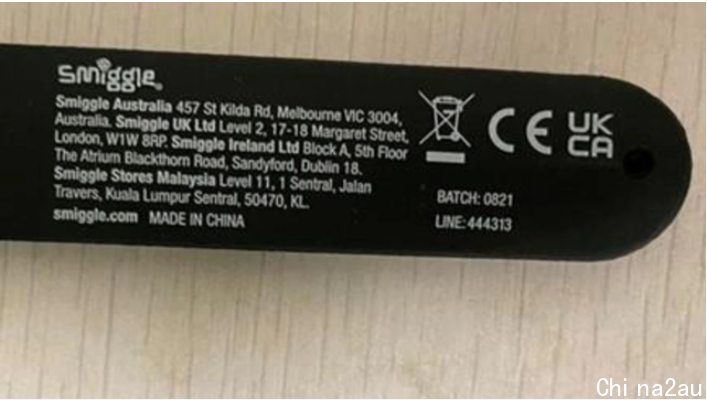 smiggle
Smiggle Australia 457 St Kilda Rd, Melbourne VIC 3004,
Australia. Smiggle UK Ltd Level 2, 17-18 Margaret Street,
London, W1W 8RP. Smiggle Ireland Ltd Block A, 5th Floor
The Atrium Blackthorn Road, Sandyford, Dublin 18.
Smiggle Stores Malaysia Level 11, 1 Sentral, Jalan
Travers, Kuala Lumpur Sentral, 50470, KL.
smiggle.com MADE IN CHINA
CE
UK
CA
BATCH: 0821
LINE: 444313
China2au